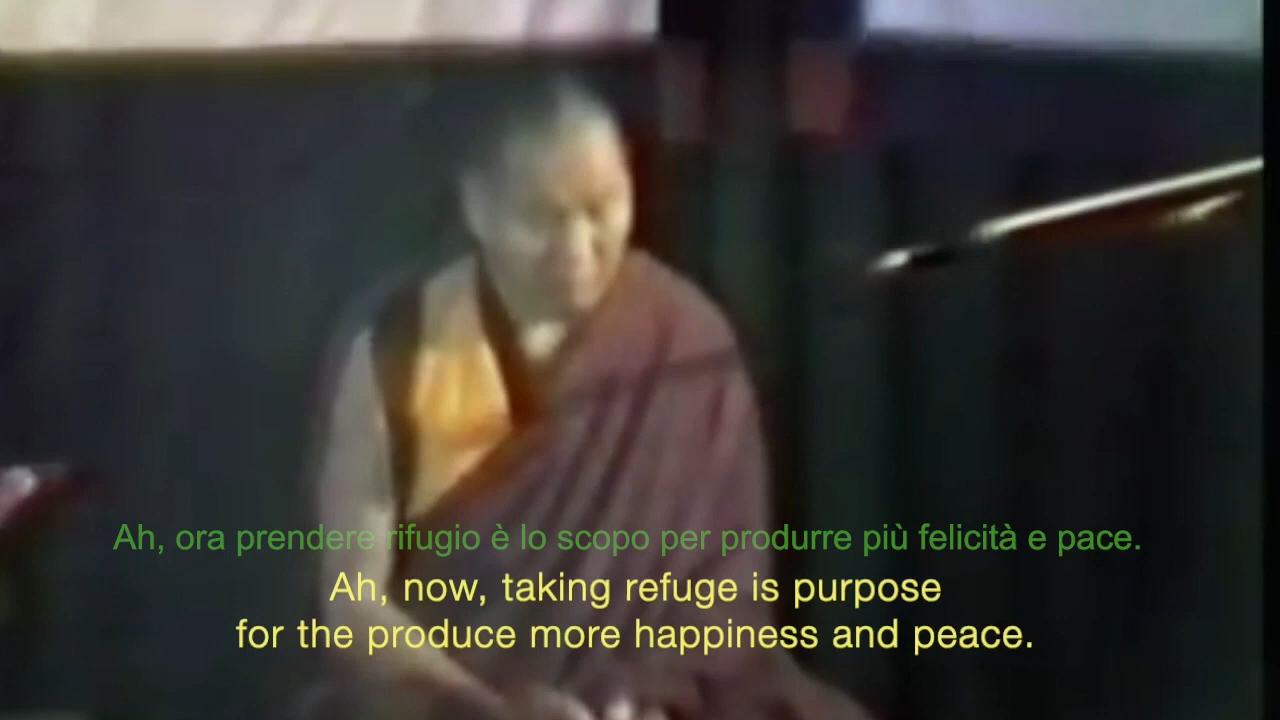 Ah, ora prendere rifugio è lo scopo per produrre più felicità e pace.
Ah, now, taking refuge is purpose
for the produce more happiness and peace.